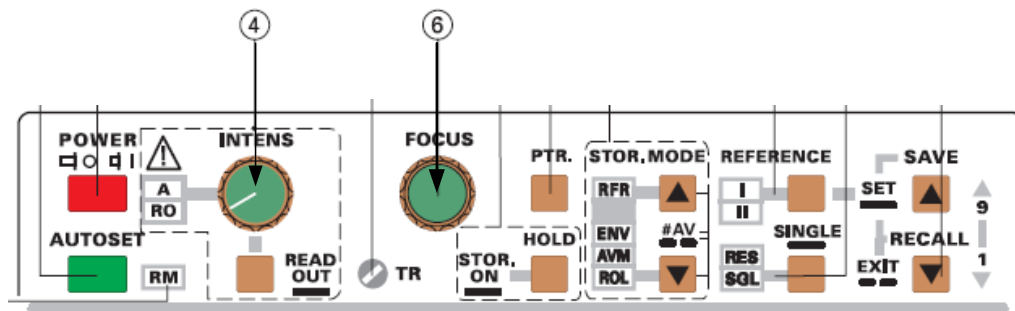 ④ ⑥
POWER INTENS FOCUS PTR. STOR. MODE REFERENCE SAVE
A
RO
RFR
I
II
SET
9
AUTOSET
RM
READ
OUT
TR
HOLD
STOR.
ON
#AV
ENV
AVM
ROL
SINGLE
RES
SGL
RECALL
EXIT
1